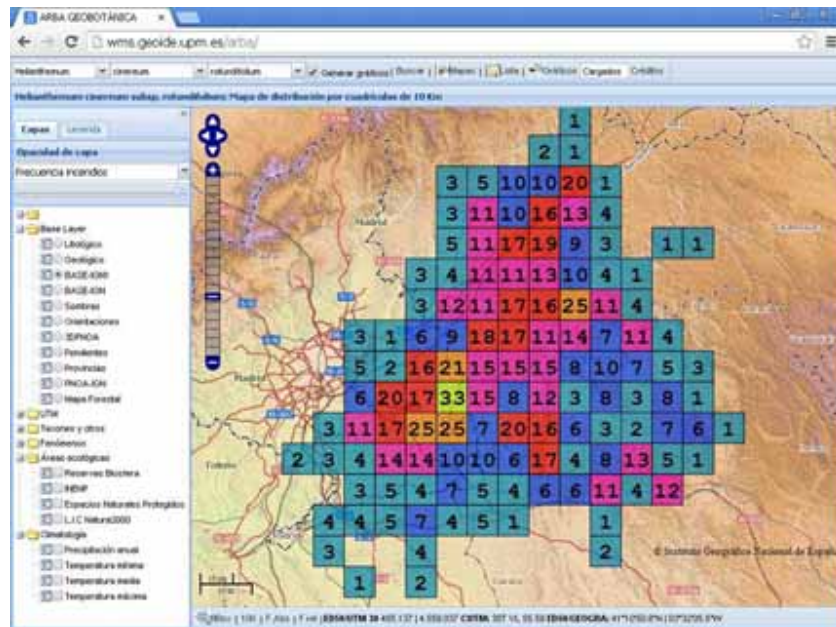 ARBA GEOBOTÁNICA
wms.geoide.upm.es/arba/
Helianthemum cinereum rotundifolium Generar gráficos Buscar Mapas Lista Gráficos Cargados Créditos
Helianthemum cinereum subsp. rotundifolium: Mapa de distribución por cuadrículas de 10 Km
Capas Leyenda
Opacidad de capa
Frecuencia Incendios
Base Layer
Litológico
Geológico
BASE-IGN
Sombras
Orientaciones
Pendientes
Provincias
PNOA-IGN
Mapa Forestal
UTM
Tesones y otros
Fenómenos
Áreas ecológicas
Reservas Biosfera
Espacios Naturales Protegidos
L.I.C Natura2000
Climatología
Precipitación anual
Temperatura mínima
Temperatura media
Temperatura máxima
Madrid
Toledo
1
2 1
3 5 10 10 20 1
3 11 10 16 13 4
5 11 17 19 9 3 1 1
3 4 11 11 13 10 4 1
3 12 11 17 16 25 11 4
3 1 6 9 18 17 11 14 7 11 4
5 2 16 21 15 15 15 8 10 7 5 3
6 20 17 33 15 8 12 3 8 3 8 1
3 11 17 25 25 7 20 16 6 3 2 7 6 1
2 3 4 14 14 10 10 6 17 4 8 13 5 1
3 5 4 7 5 4 6 6 11 4 12
4 4 5 7 4 5 1 1
3 4 2
1 2
© Instituto Geográfico Nacional de España